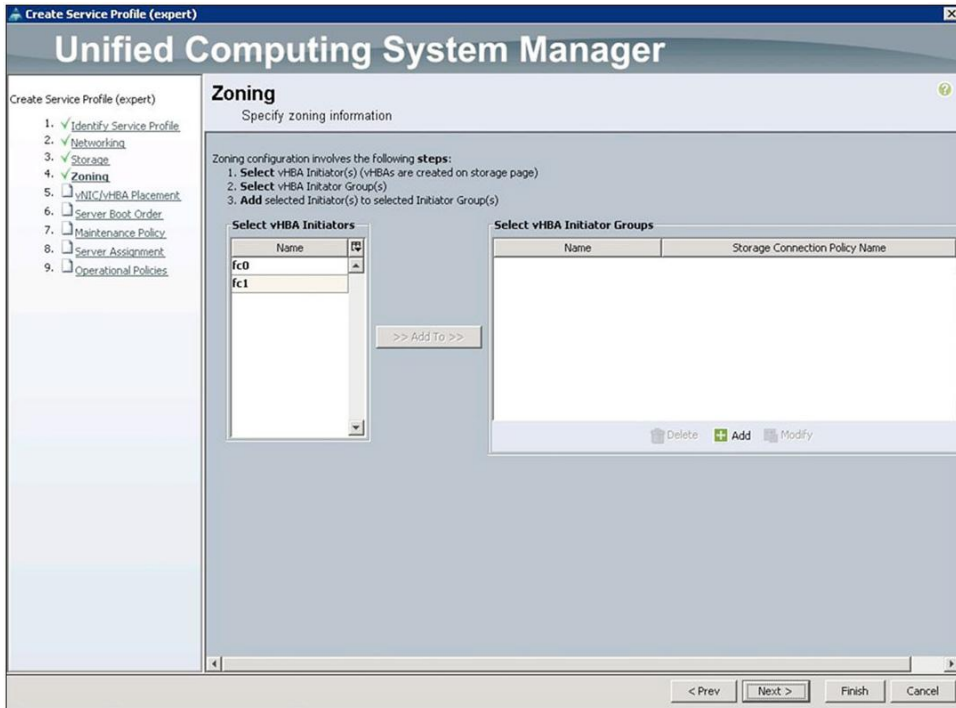 Create Service Profile (expert)
Unified Computing System Manager
Create Service Profile (expert)
1. Identify Service Profile
2. Networking
3. Storage
4. Zoning
5. vNIC/vHBA Placement
6. Server Boot Order
7. Maintenance Policy
8. Server Assignment
9. Operational Policies
Zoning
Specify zoning information
Zoning configuration involves the following steps:
1. Select vHBA Initiator(s) (vHBAs are created on storage page)
2. Select vHBA Initator Group(s)
3. Add selected Initiator(s) to selected Initiator Group(s)
Select vHBA Initiators
Name
fc0
fc1
>> Add To >>
Select vHBA Initiator Groups
Name Storage Connection Policy Name
Delete Add Modify
< Prev Next > Finish Cancel